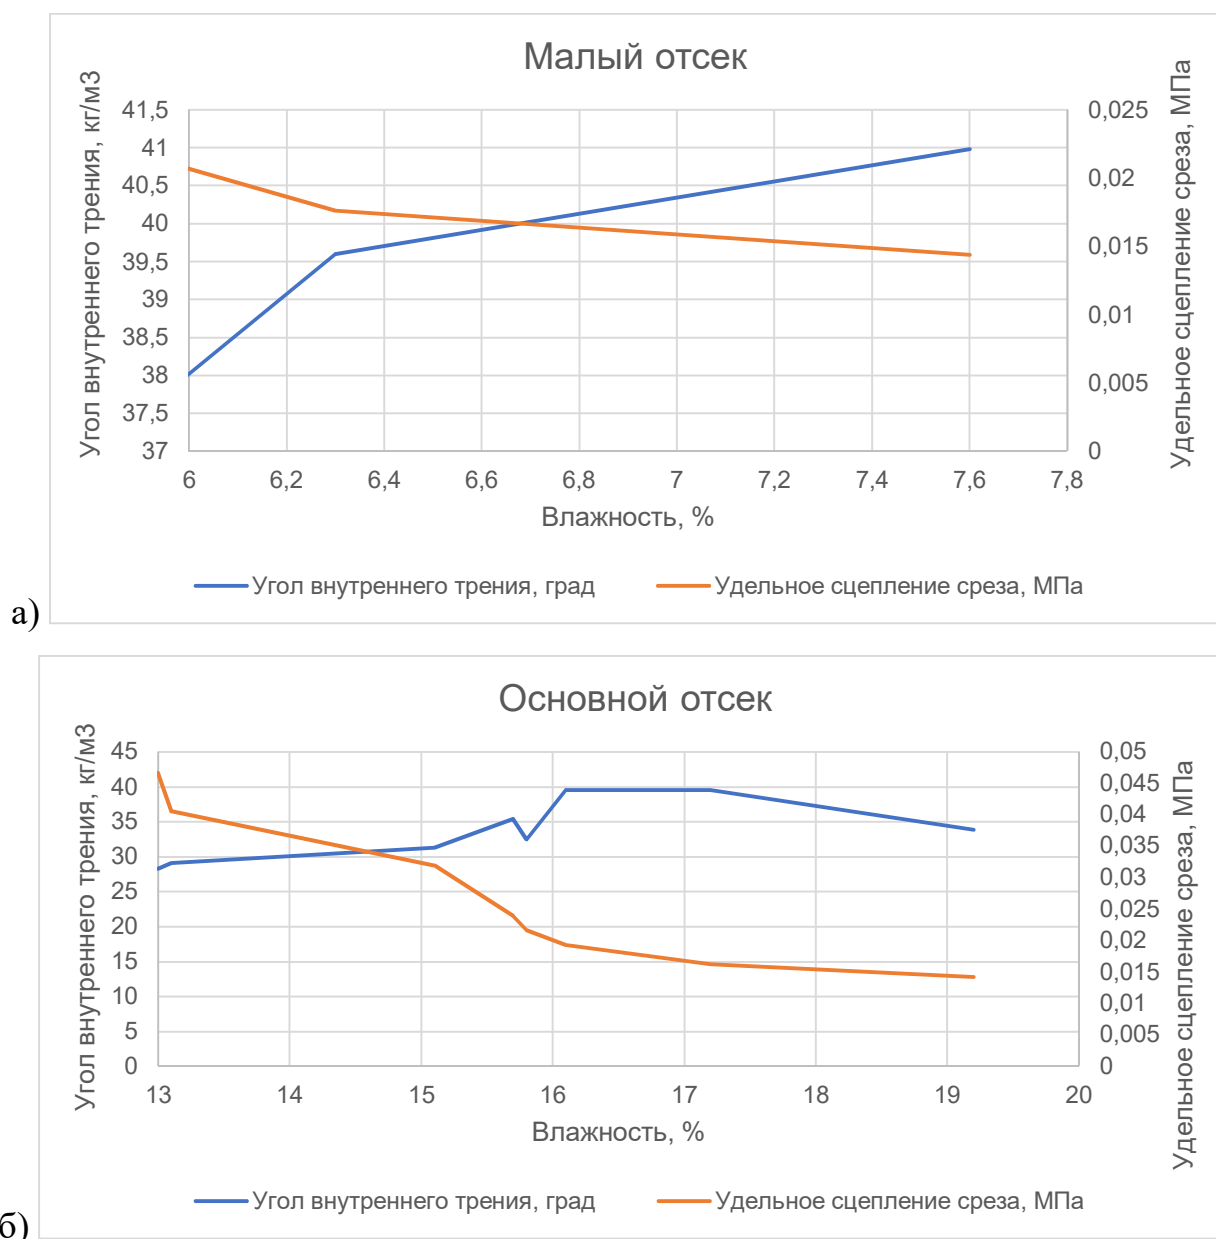 Малый отсек
Угол внутреннего трения, кг/м3
41,5
41
40,5
40
39,5
39
38,5
38
37,5
37
0,025
0,02
0,015
0,01
0,005
0
Удельное сцепление среза, МПа
6 6,2 6,4 6,6 6,8 7 7,2 7,4 7,6 7,8
Влажность, %
Угол внутреннего трения, град Удельное сцепление среза, МПа
а)
Основной отсек
Угол внутреннего трения, кг/м3
45
40
35
30
25
20
15
10
5
0
0,05
0,045
0,04
0,035
0,03
0,025
0,02
0,015
0,01
0,005
0
Удельное сцепление среза, МПа
13 14 15 16 17 18 19 20
Влажность, %
Угол внутреннего трения, град Удельное сцепление среза, МПа
б)